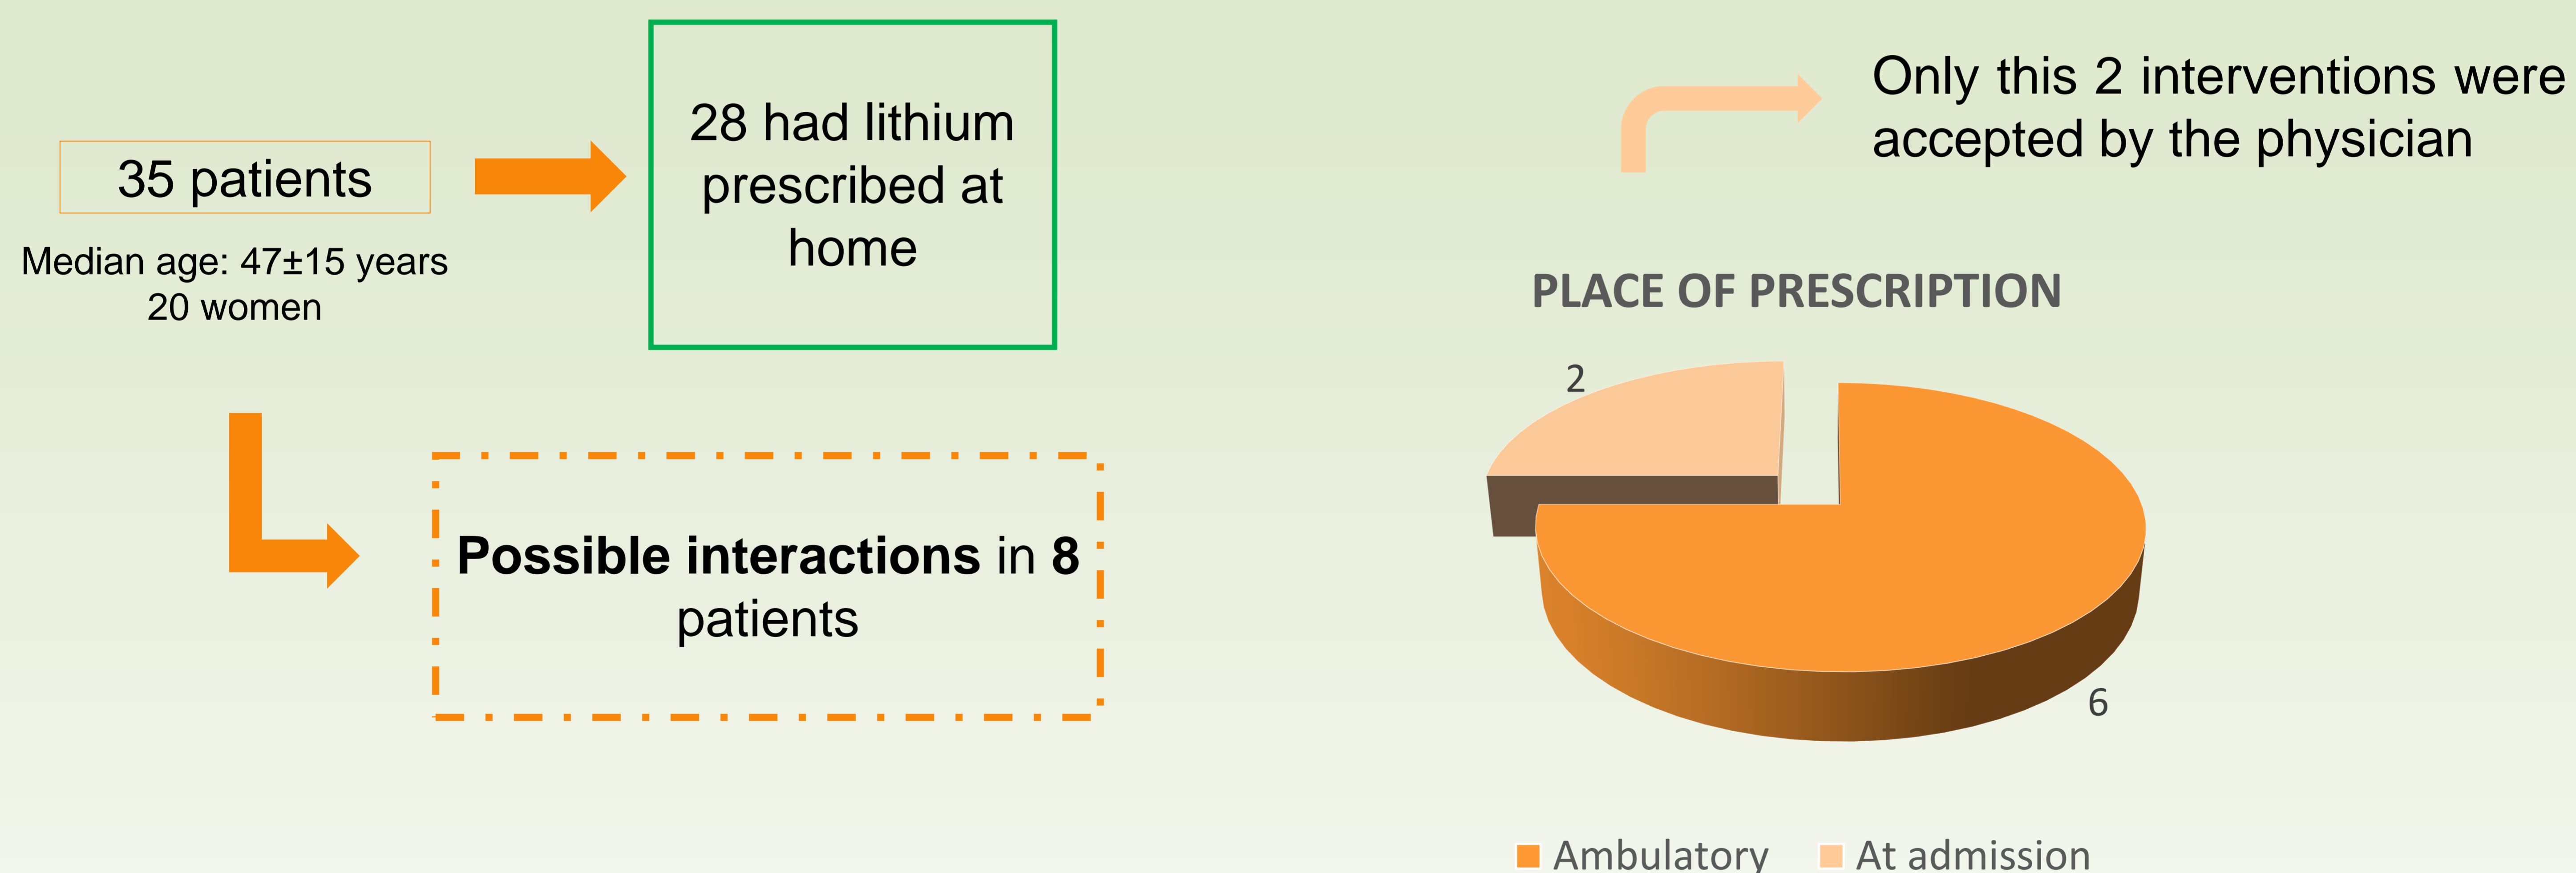 35 patients
Median age: 47±15 years
20 women
28 had lithium
prescribed at
home
Possible interactions in 8
patients
Only this 2 interventions were
accepted by the physician
PLACE OF PRESCRIPTION
2
6
Ambulatory
At admission